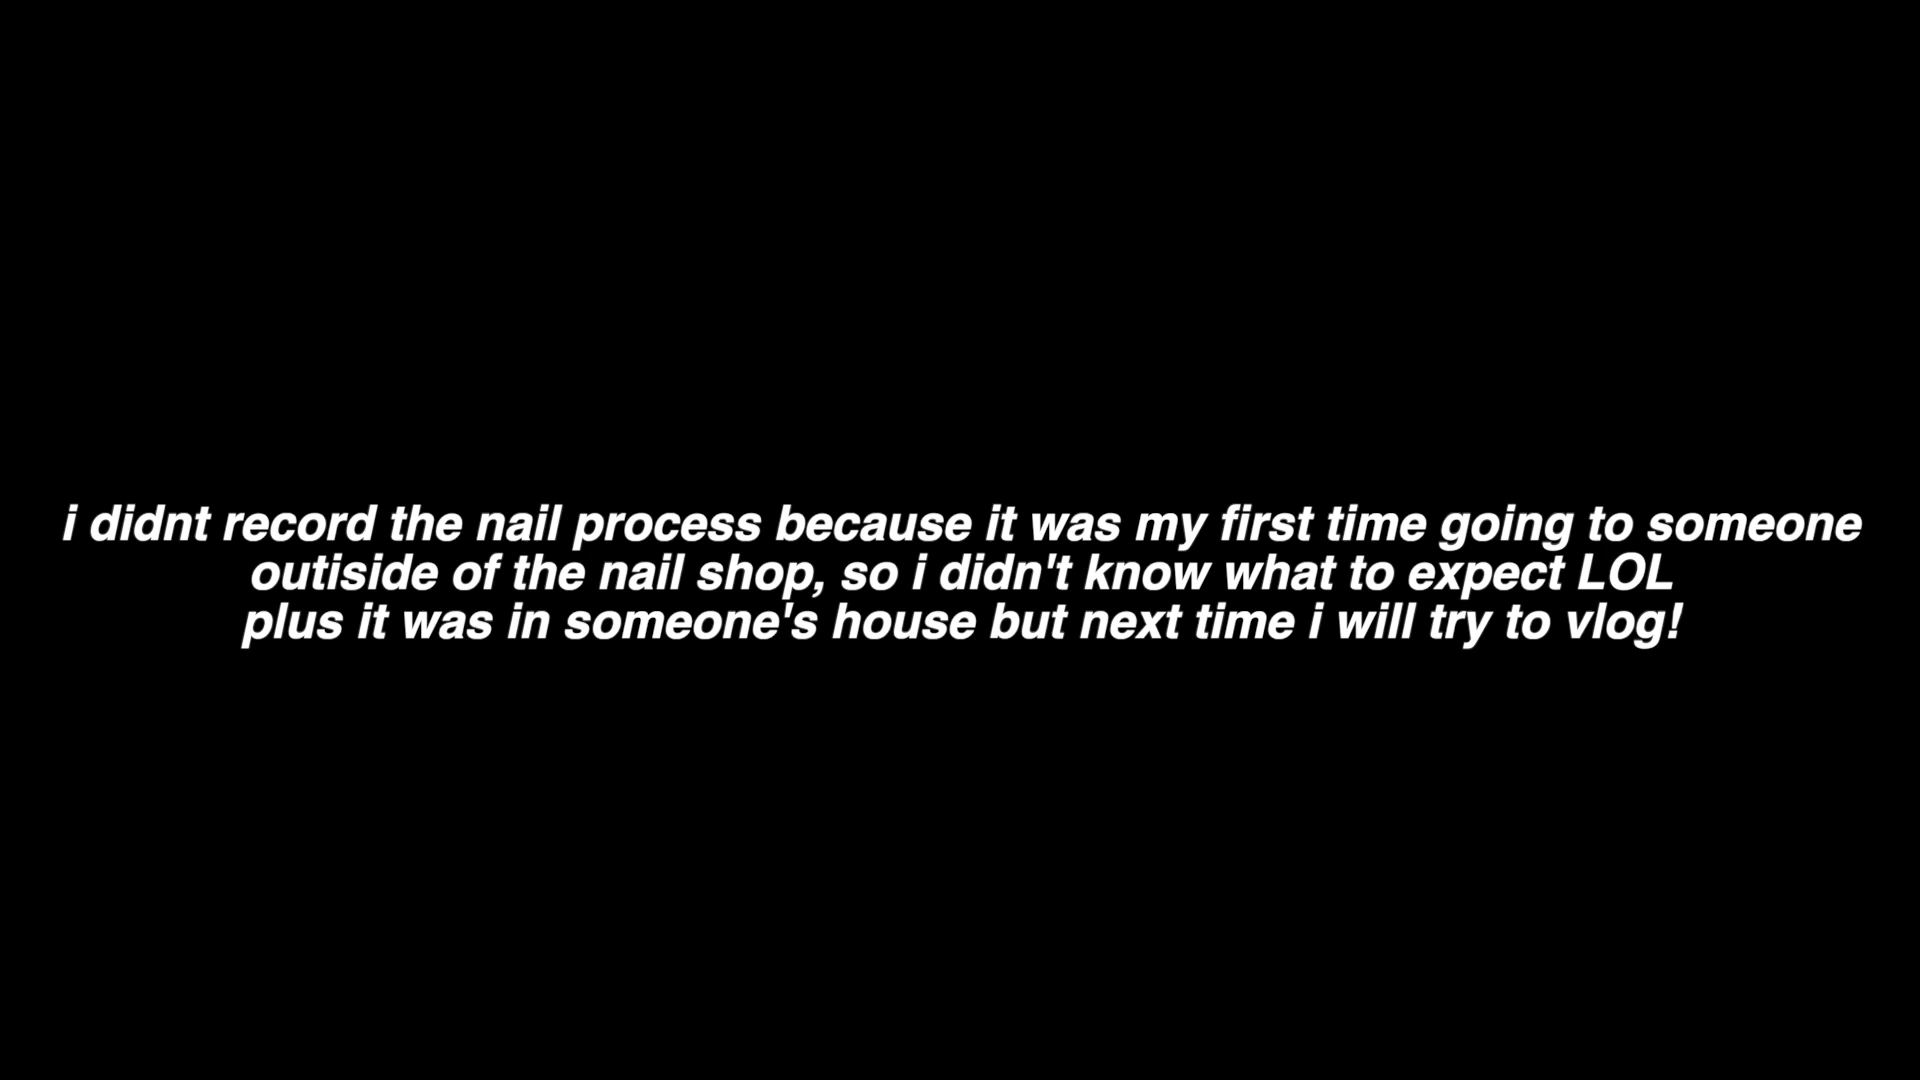 i didnt record the nail process because it was my first time going to someone
outiside of the nail shop, so i didn't know what to expect LOL
plus it was in someone's house but next time i will try to vlog!